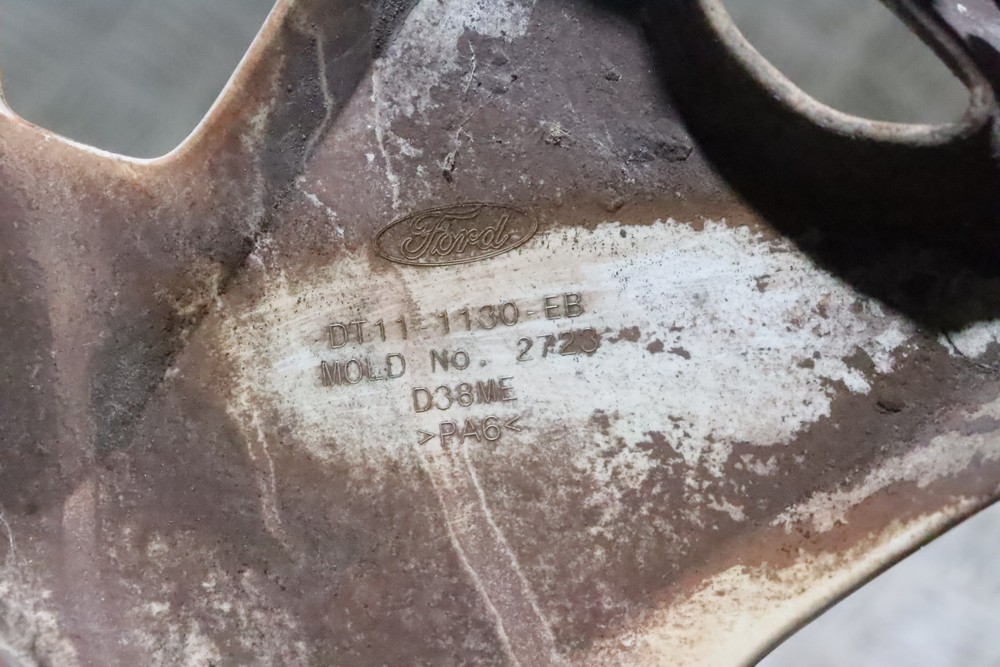 Ford
DT11-1130-EB
MOLD No. 2723
D38ME
>PA6<